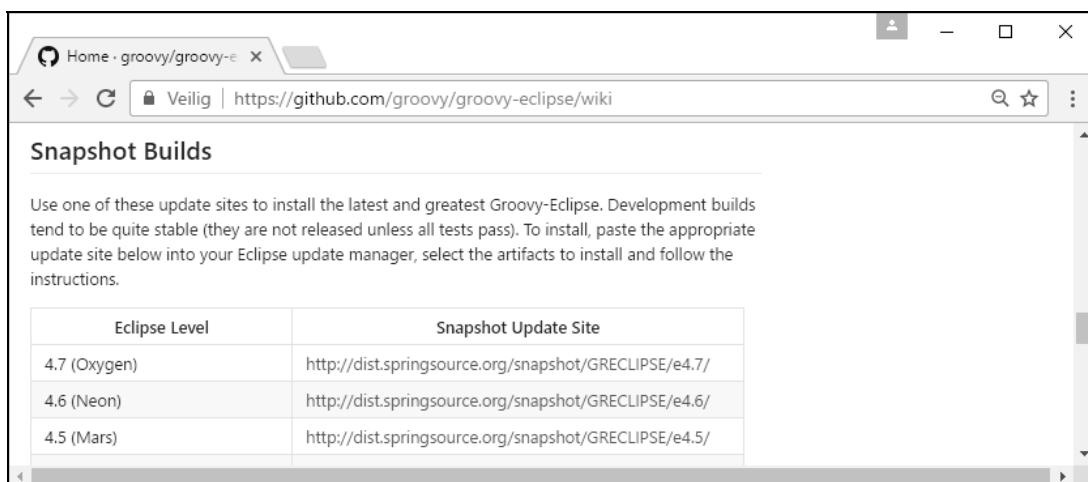 Home · groovy/groovy-e
Veilig | https://github.com/groovy/groovy-eclipse/wiki
Snapshot Builds
Use one of these update sites to install the latest and greatest Groovy-Eclipse. Development builds
tend to be quite stable (they are not released unless all tests pass). To install, paste the appropriate
update site below into your Eclipse update manager, select the artifacts to install and follow the
instructions.
Eclipse Level Snapshot Update Site
4.7 (Oxygen) http://dist.springsource.org/snapshot/GRECLIPSE/e4.7/
4.6 (Neon) http://dist.springsource.org/snapshot/GRECLIPSE/e4.6/
4.5 (Mars) http://dist.springsource.org/snapshot/GRECLIPSE/e4.5/